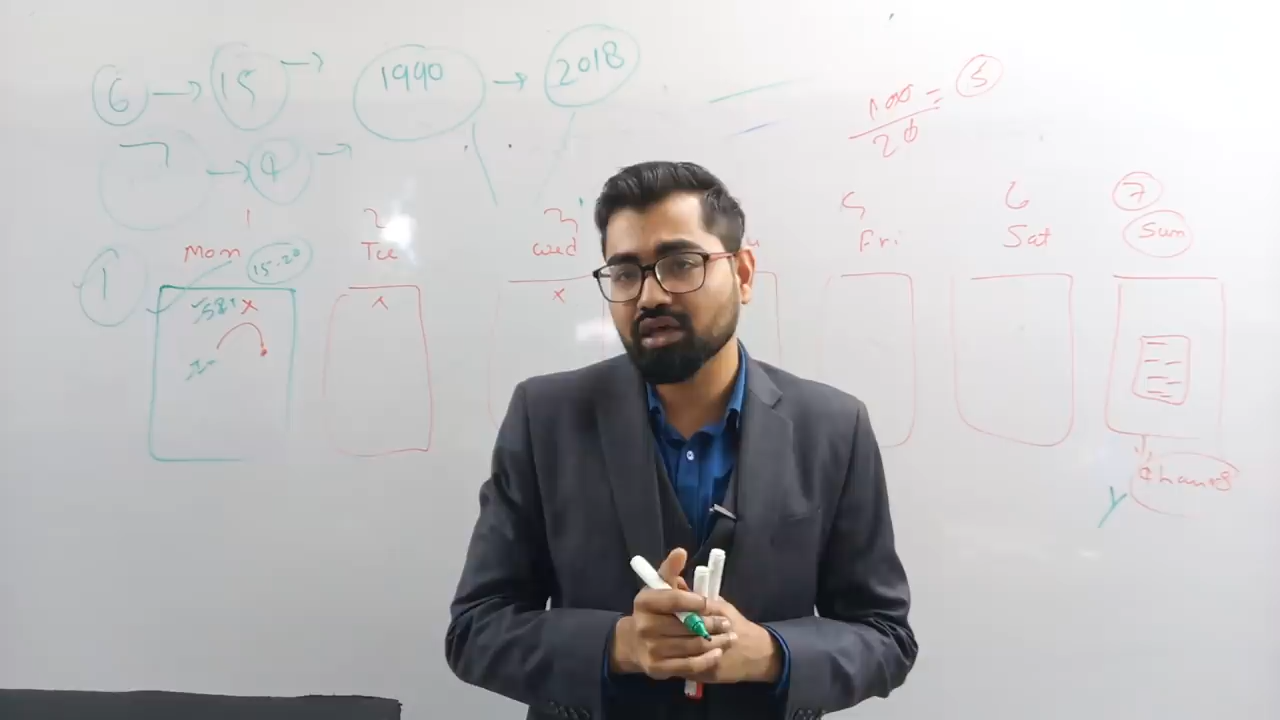 6 → 15 → 1990 → 2018
7 → 4 →
100 =  5
20
1 2 3 5 6 7
Mon 15-20 Tue Wed Fri Sat Sun
1
x x x